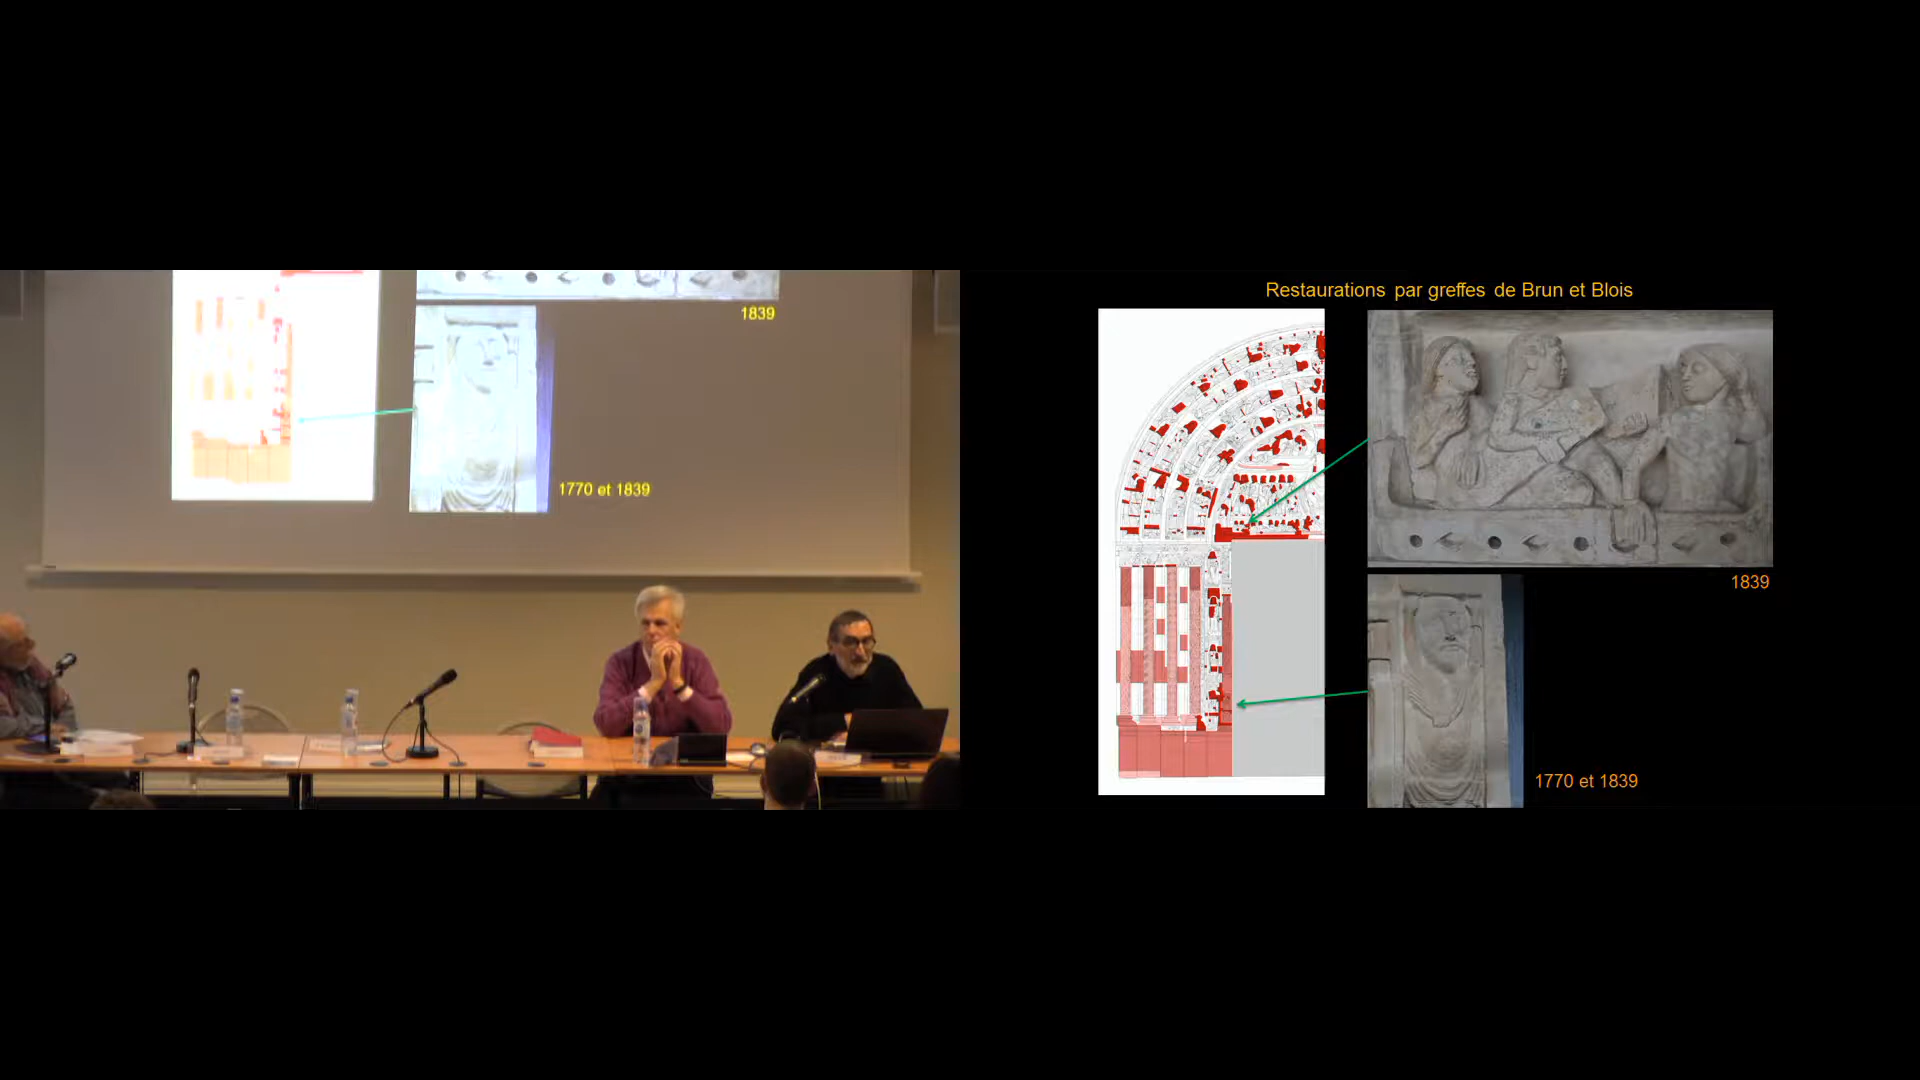 1839
1770 et 1839
Restaurations par greffes de Brun et Blois
1839
1770 et 1839